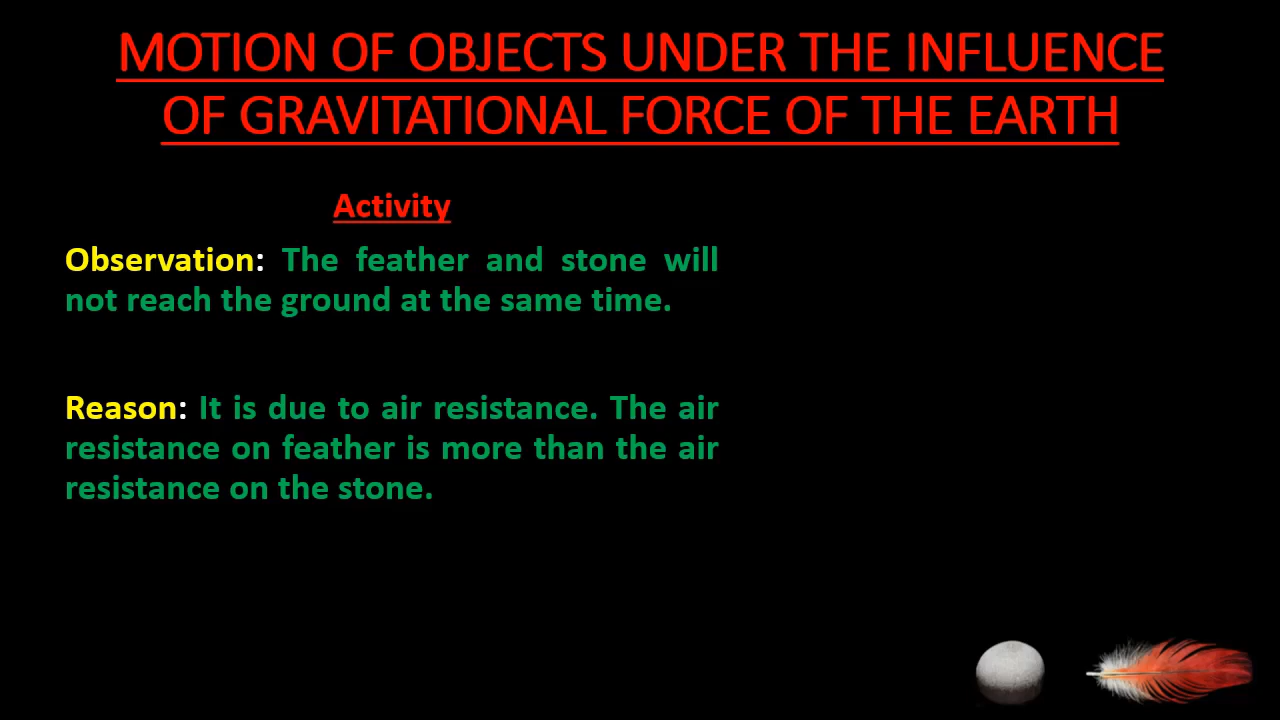 MOTION OF OBJECTS UNDER THE INFLUENCE
OF GRAVITATIONAL FORCE OF THE EARTH
Activity
Observation: The feather and stone will
not reach the ground at the same time.
Reason: It is due to air resistance. The air
resistance on feather is more than the air
resistance on the stone.